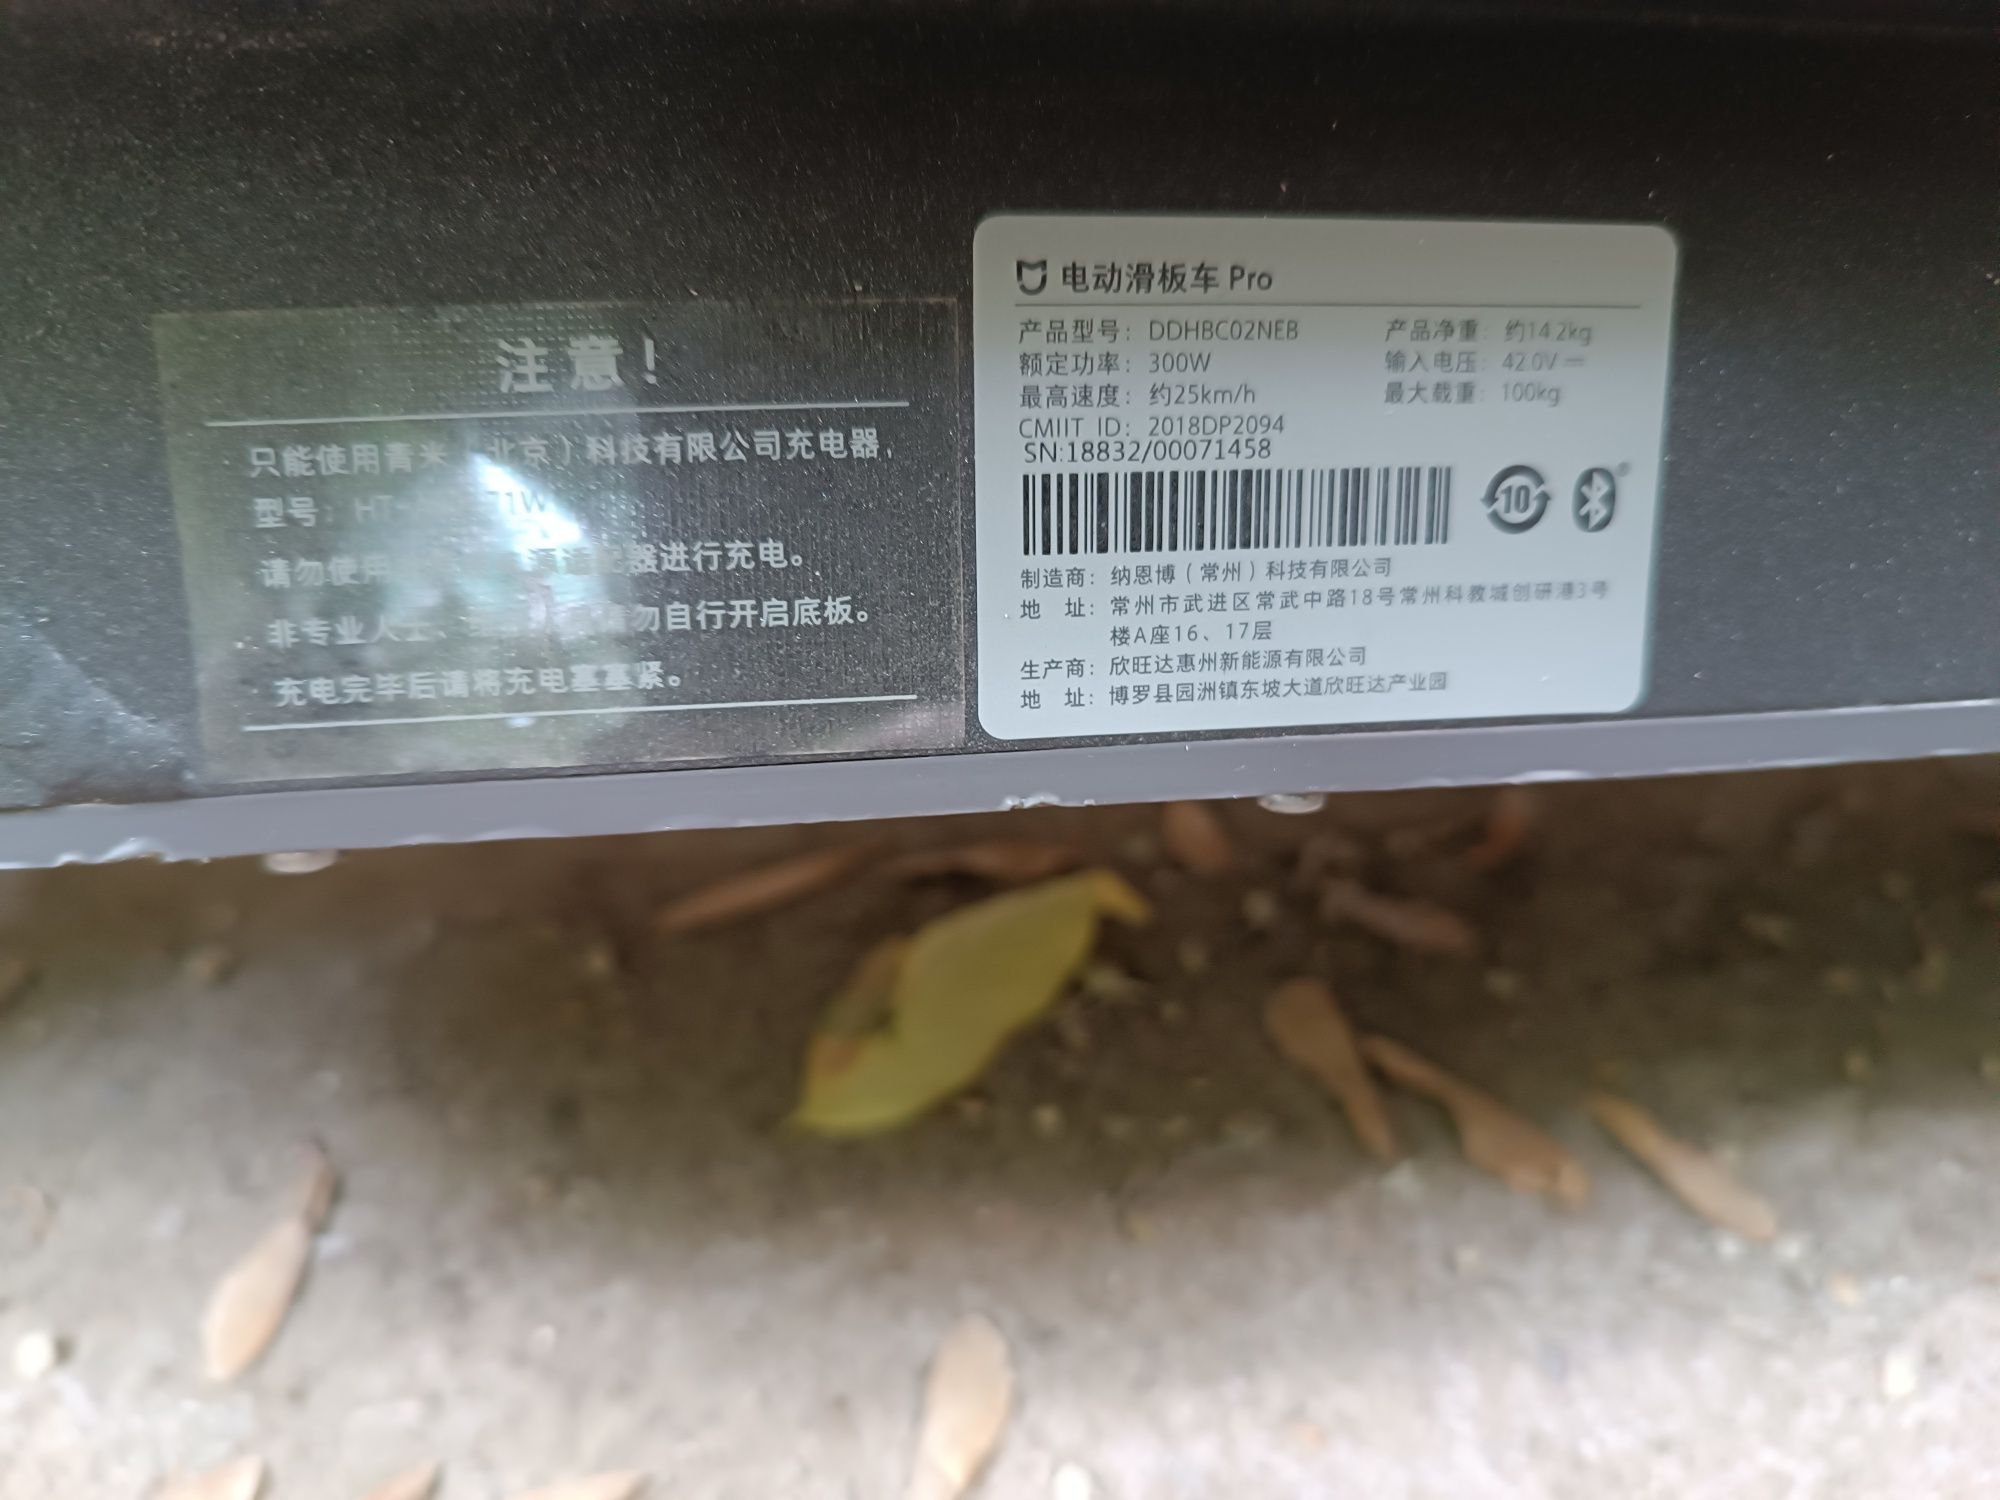 注意！
只能使用青米（北京）科技有限公司充电器，
型号：HT- 71W
请勿使用 器进行充电。
非专业人士、 请勿自行开启底板。
充电完毕后请将充电塞塞紧。
电动滑板车 Pro
产品型号：DDHBC02NEB 产品净重：约14.2kg
额定功率：300W 输入电压：42.0V
最高速度：约25km/h 最大载重：100kg
CMIIT ID：2018DP2094
SN:18832/00071458
10
制造商：纳恩博（常州）科技有限公司
地 址：常州市武进区常武中路18号常州科教城创研港3号
楼A座16、17层
生产商：欣旺达惠州新能源有限公司
地 址：博罗县园洲镇东坡大道欣旺达产业园